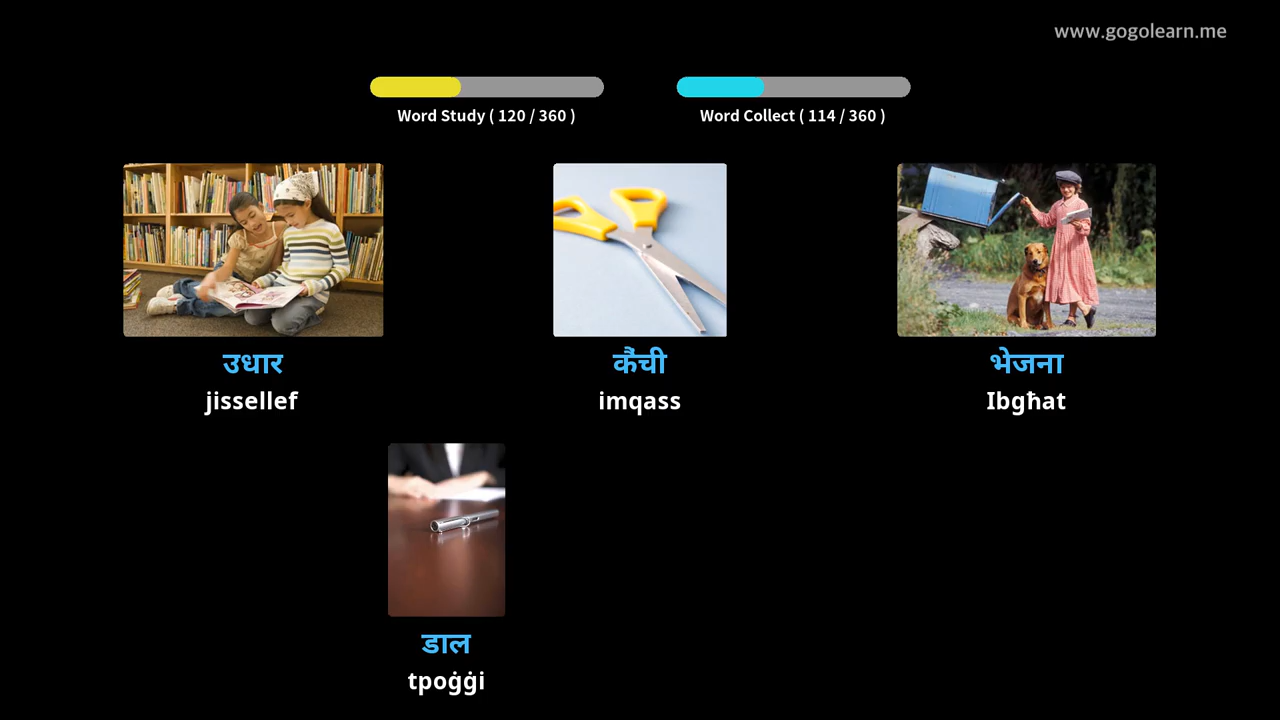 www.gogolearn.me
Word Study ( 120 / 360 )
Word Collect ( 114 / 360 )
उधार
कैंची
भेजना
jissellef
imqass
Ibgħat
डाल
tpoġġi